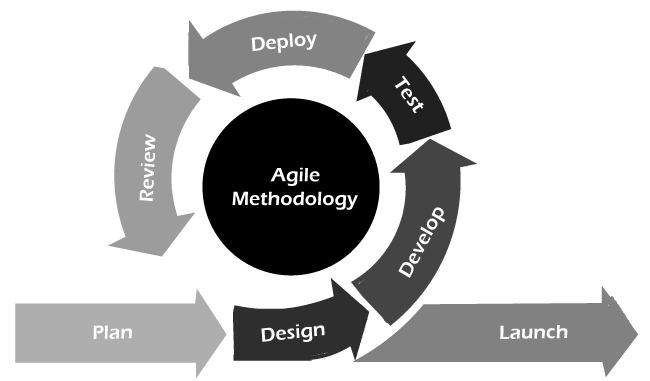 Deploy
Test
Review
Agile
Methodology
Develop
Plan
Design
Launch